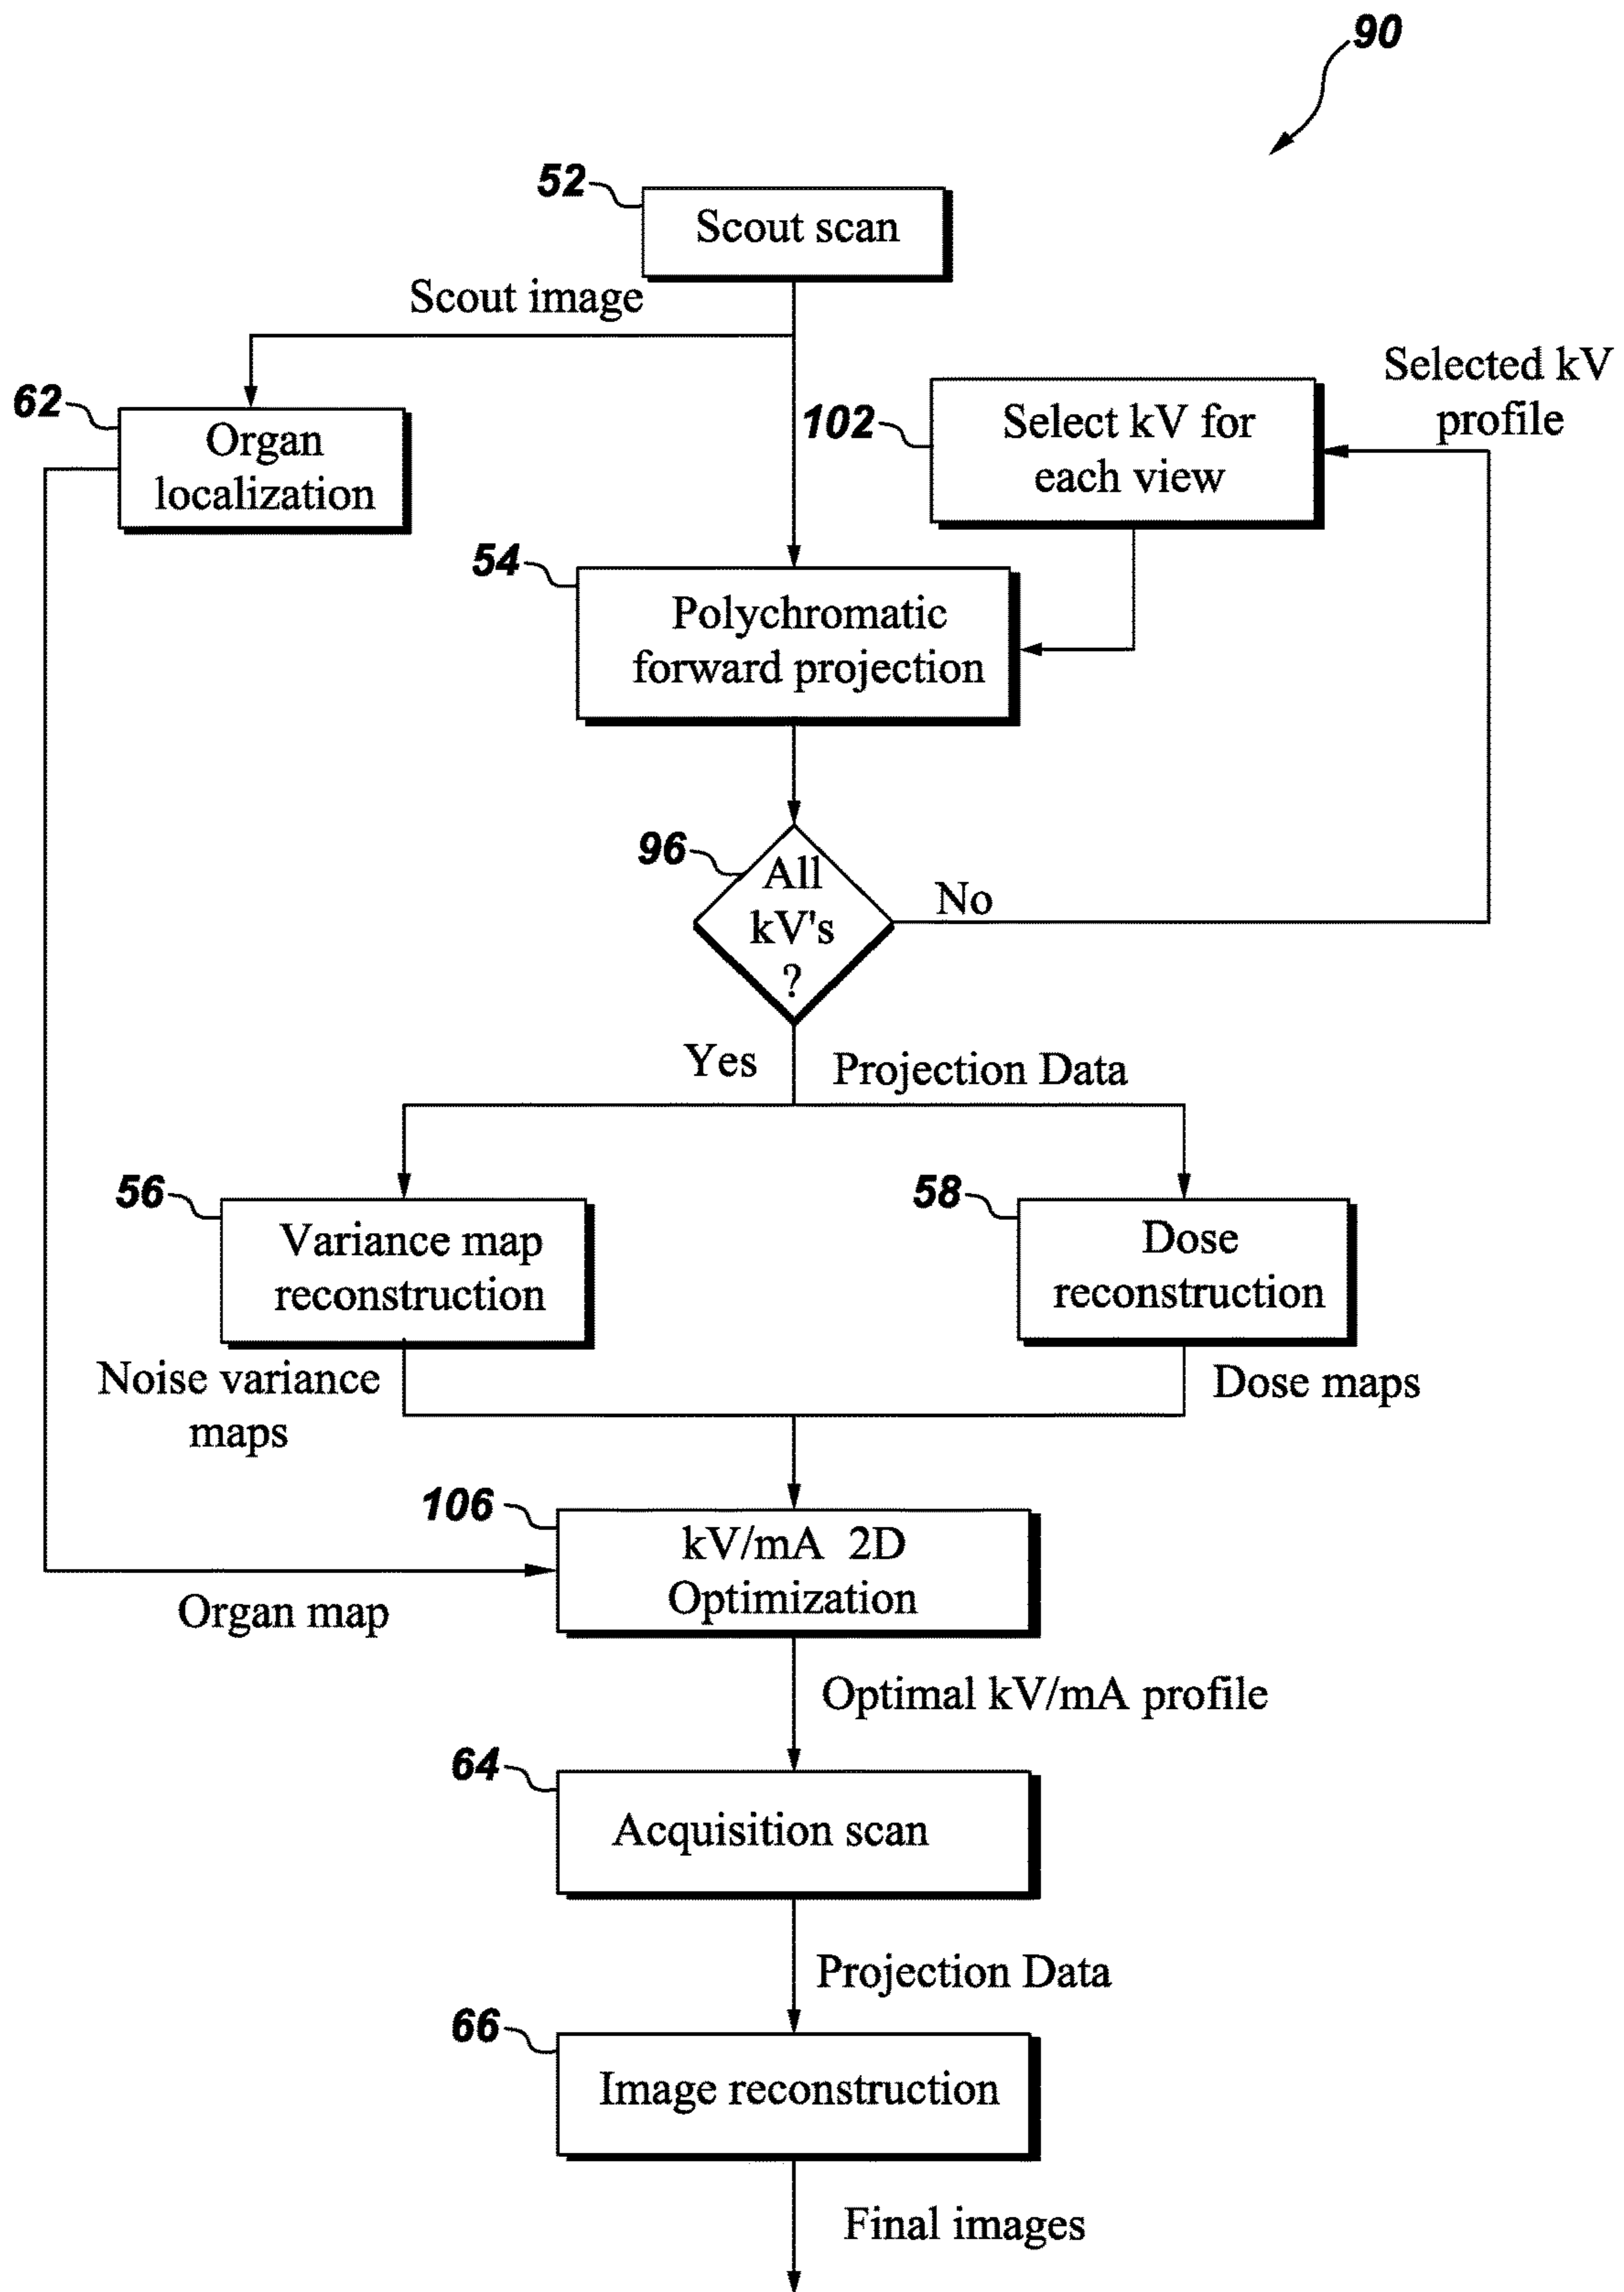 90
52
Scout scan
Scout image
Selected kV
profile
62
Organ
localization
102
Select kV for
each view
54
Polychromatic
forward projection
96
All
kV's
?
No
Yes
Projection Data
56
Variance map
reconstruction
58
Dose
reconstruction
Noise variance
maps
Dose maps
106
kV/mA 2D
Optimization
Organ map
Optimal kV/mA profile
64
Acquisition scan
Projection Data
66
Image reconstruction
Final images